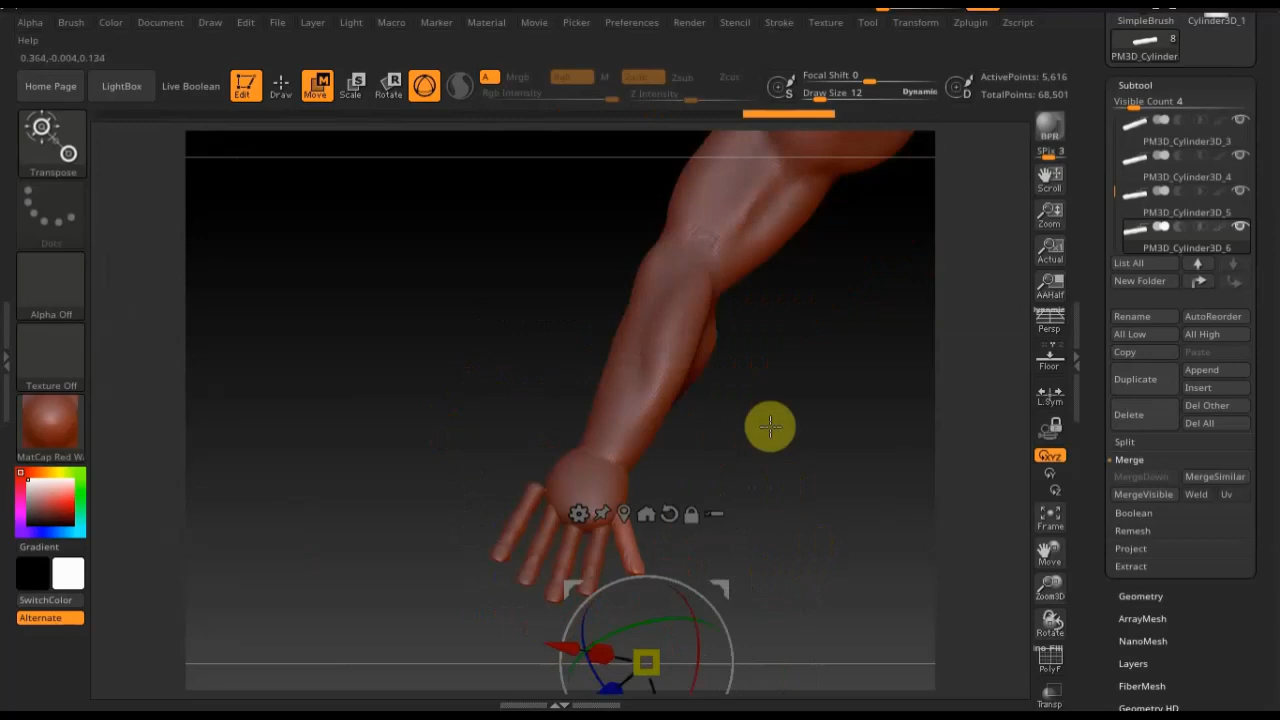 SimpleBrush Cylinder3D_1
Alpha Brush Color Document Draw Edit File Layer Light Macro Marker Material Movie Picker Preferences Render Stencil Stroke Texture Tool Transform Zplugin Zscript
Help
8
PM3D_Cylinder
0.364,-0.004,0.134
Home Page LightBox Live Boolean Edit Draw Move Scale Rotate
A Mrgb M Zsub Zcut
Rgb Intensity Z Intensity
Focal Shift 0
Draw Size 12 Dynamic
S D
ActivePoints: 5,616
TotalPoints: 68,501
Subtool
Visible Count 4
PM3D_Cylinder3D_3
PM3D_Cylinder3D_4
PM3D_Cylinder3D_5
PM3D_Cylinder3D_6
List All
New Folder
Rename AutoReorder
All Low All High
Copy Paste
Duplicate Append
Insert
Delete Del Other
Del All
Split
Merge
MergeDown MergeSimilar
MergeVisible Weld Uv
Boolean
Remesh
Project
Extract
Geometry
ArrayMesh
NanoMesh
Layers
FiberMesh
Geometry HD
BPR
SPix 3
Scroll
Zoom
Actual
AAHalf
Dynamic
Persp
Floor
L.Sym
XYZ
Frame
Move
Zoom3D
Rotate
PolyF
Transp
Transpose
Dots
Alpha Off
Texture Off
MatCap Red Wa
Gradient
SwitchColor
Alternate